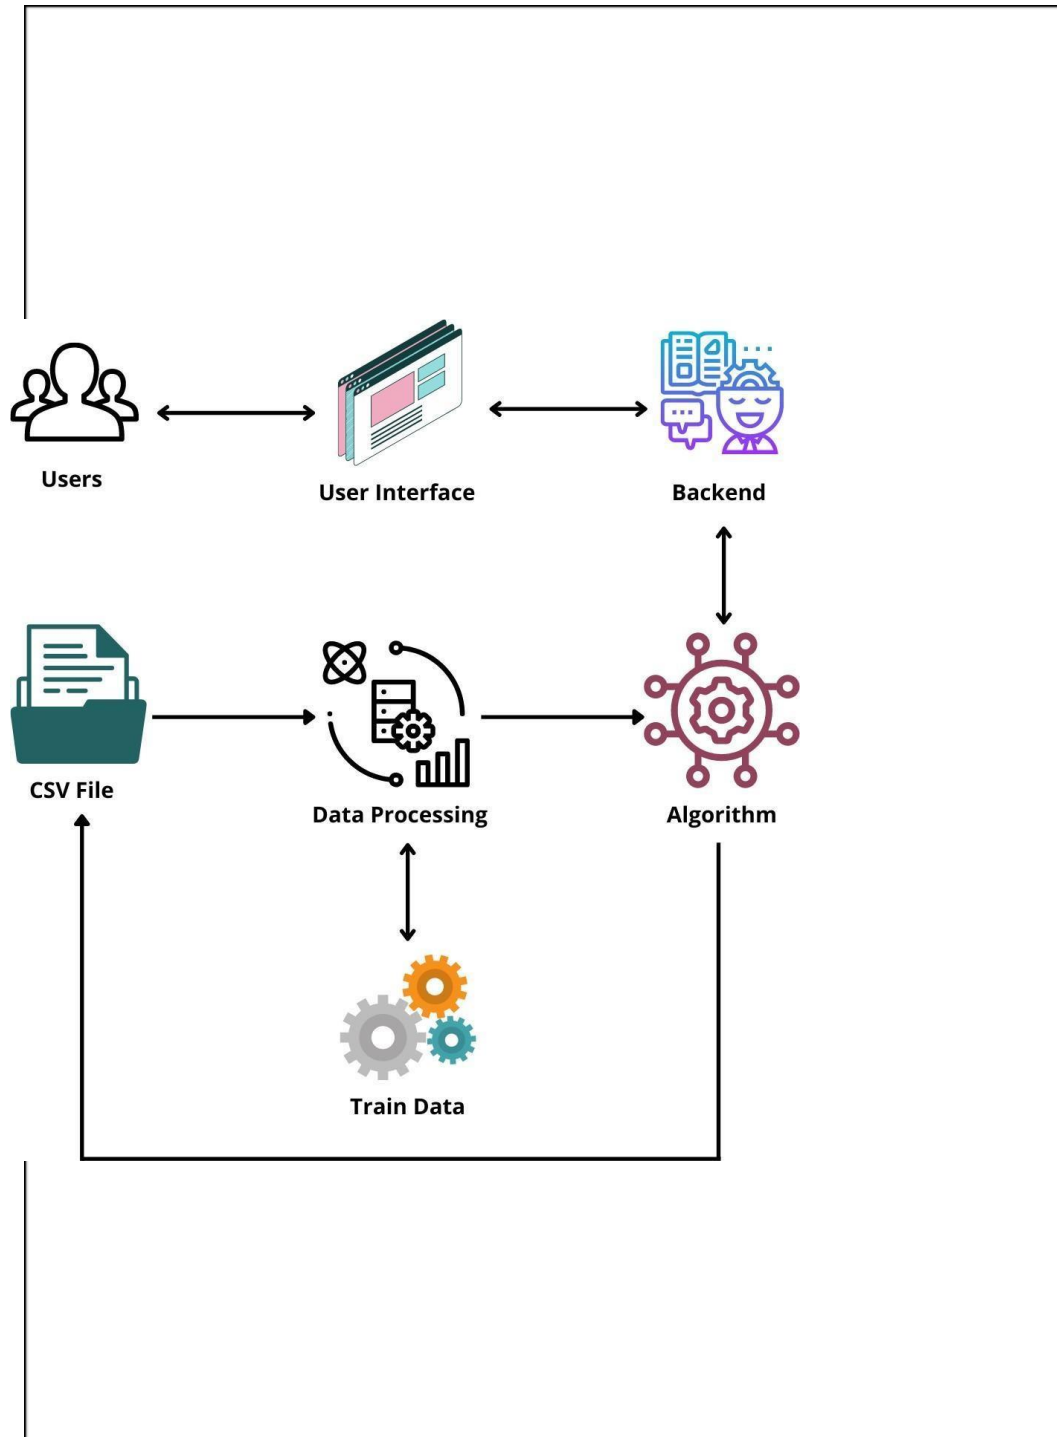 Users
User Interface
Backend
CSV File
Data Processing
Algorithm
Train Data